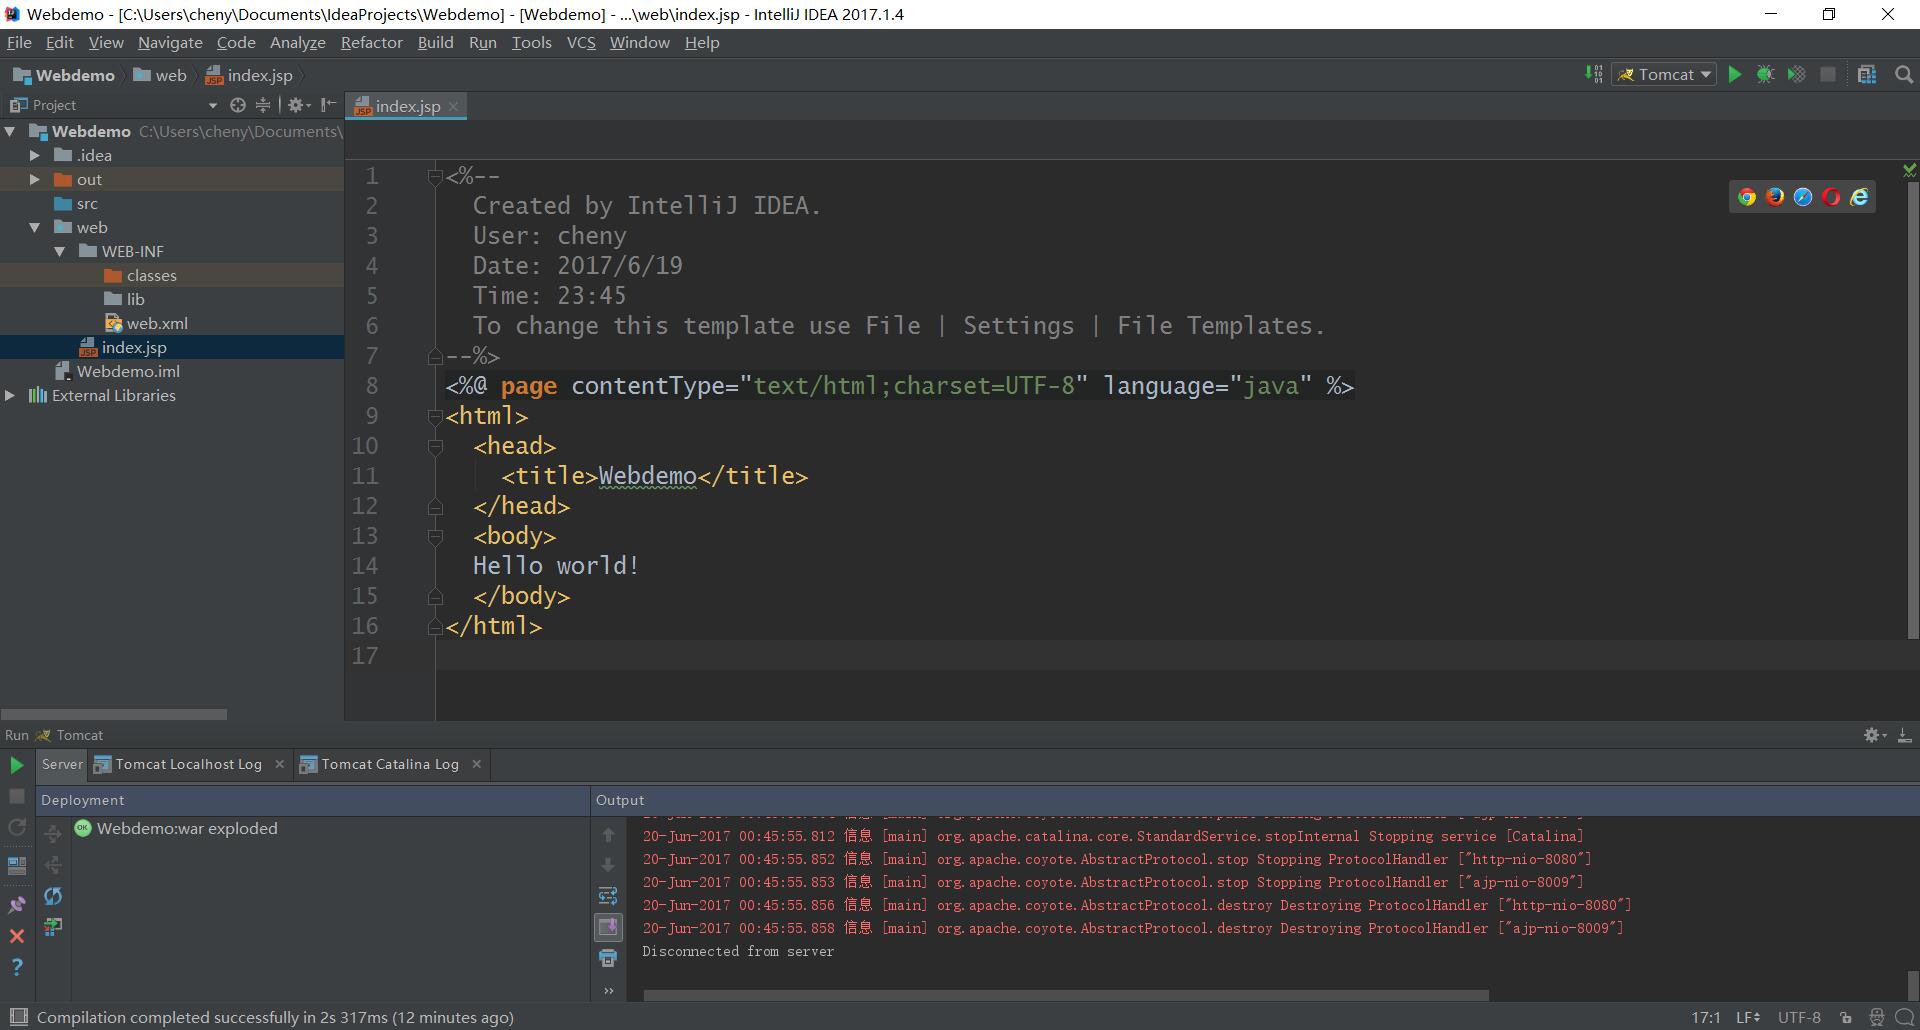 Webdemo - [C:\Users\cheny\Documents\IdeaProjects\Webdemo] - [Webdemo] - ...\web\index.jsp - IntelliJ IDEA 2017.1.4
File Edit View Navigate Code Analyze Refactor Build Run Tools VCS Window Help
Webdemo web index.jsp Tomcat
Project
index.jsp
Webdemo C:\Users\cheny\Documents\
.idea
out
src
web
WEB-INF
classes
lib
web.xml
index.jsp
Webdemo.iml
External Libraries
1 <%--
2 Created by IntelliJ IDEA.
3 User: cheny
4 Date: 2017/6/19
5 Time: 23:45
6 To change this template use File | Settings | File Templates.
7 --%>
8 <%@ page contentType="text/html;charset=UTF-8" language="java" %>
9 <html>
10 <head>
11 <title>Webdemo</title>
12 </head>
13 <body>
14 Hello world!
15 </body>
16 </html>
17
Run Tomcat
Server Tomcat Localhost Log Tomcat Catalina Log
Deployment
Webdemo:war exploded
Output
20-Jun-2017 00:45:55.812 信息 [main] org.apache.catalina.core.StandardService.stopInternal Stopping service [Catalina]
20-Jun-2017 00:45:55.852 信息 [main] org.apache.coyote.AbstractProtocol.stop Stopping ProtocolHandler ["http-nio-8080"]
20-Jun-2017 00:45:55.853 信息 [main] org.apache.coyote.AbstractProtocol.stop Stopping ProtocolHandler ["ajp-nio-8009"]
20-Jun-2017 00:45:55.856 信息 [main] org.apache.coyote.AbstractProtocol.destroy Destroying ProtocolHandler ["http-nio-8080"]
20-Jun-2017 00:45:55.858 信息 [main] org.apache.coyote.AbstractProtocol.destroy Destroying ProtocolHandler ["ajp-nio-8009"]
Disconnected from server
Compilation completed successfully in 2s 317ms (12 minutes ago)
17:1 LF UTF-8